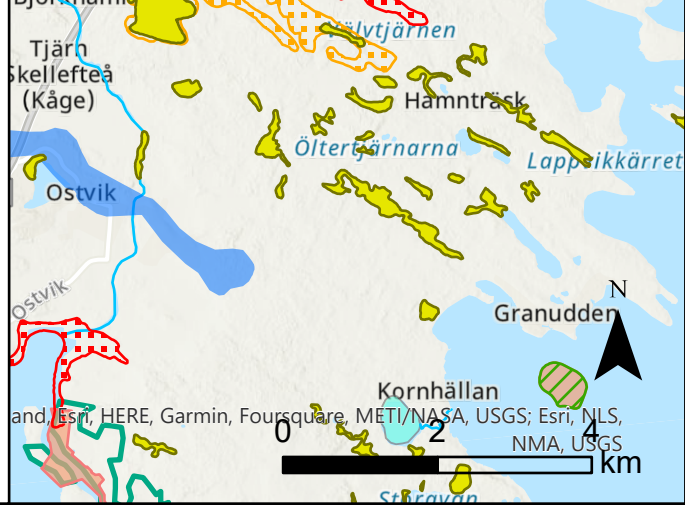 Tjärn
Skellefteå
(Kåge)
Hamnträsk
Öltertjärnarna
Ostvik
Ostvik
N
Granudden
Kornhällan
and, Esri, HERE, Garmin, Foursquare, METI/NASA, USGS; Esri, NLS,
NMA, USGS
0 2 4
km
Storavan